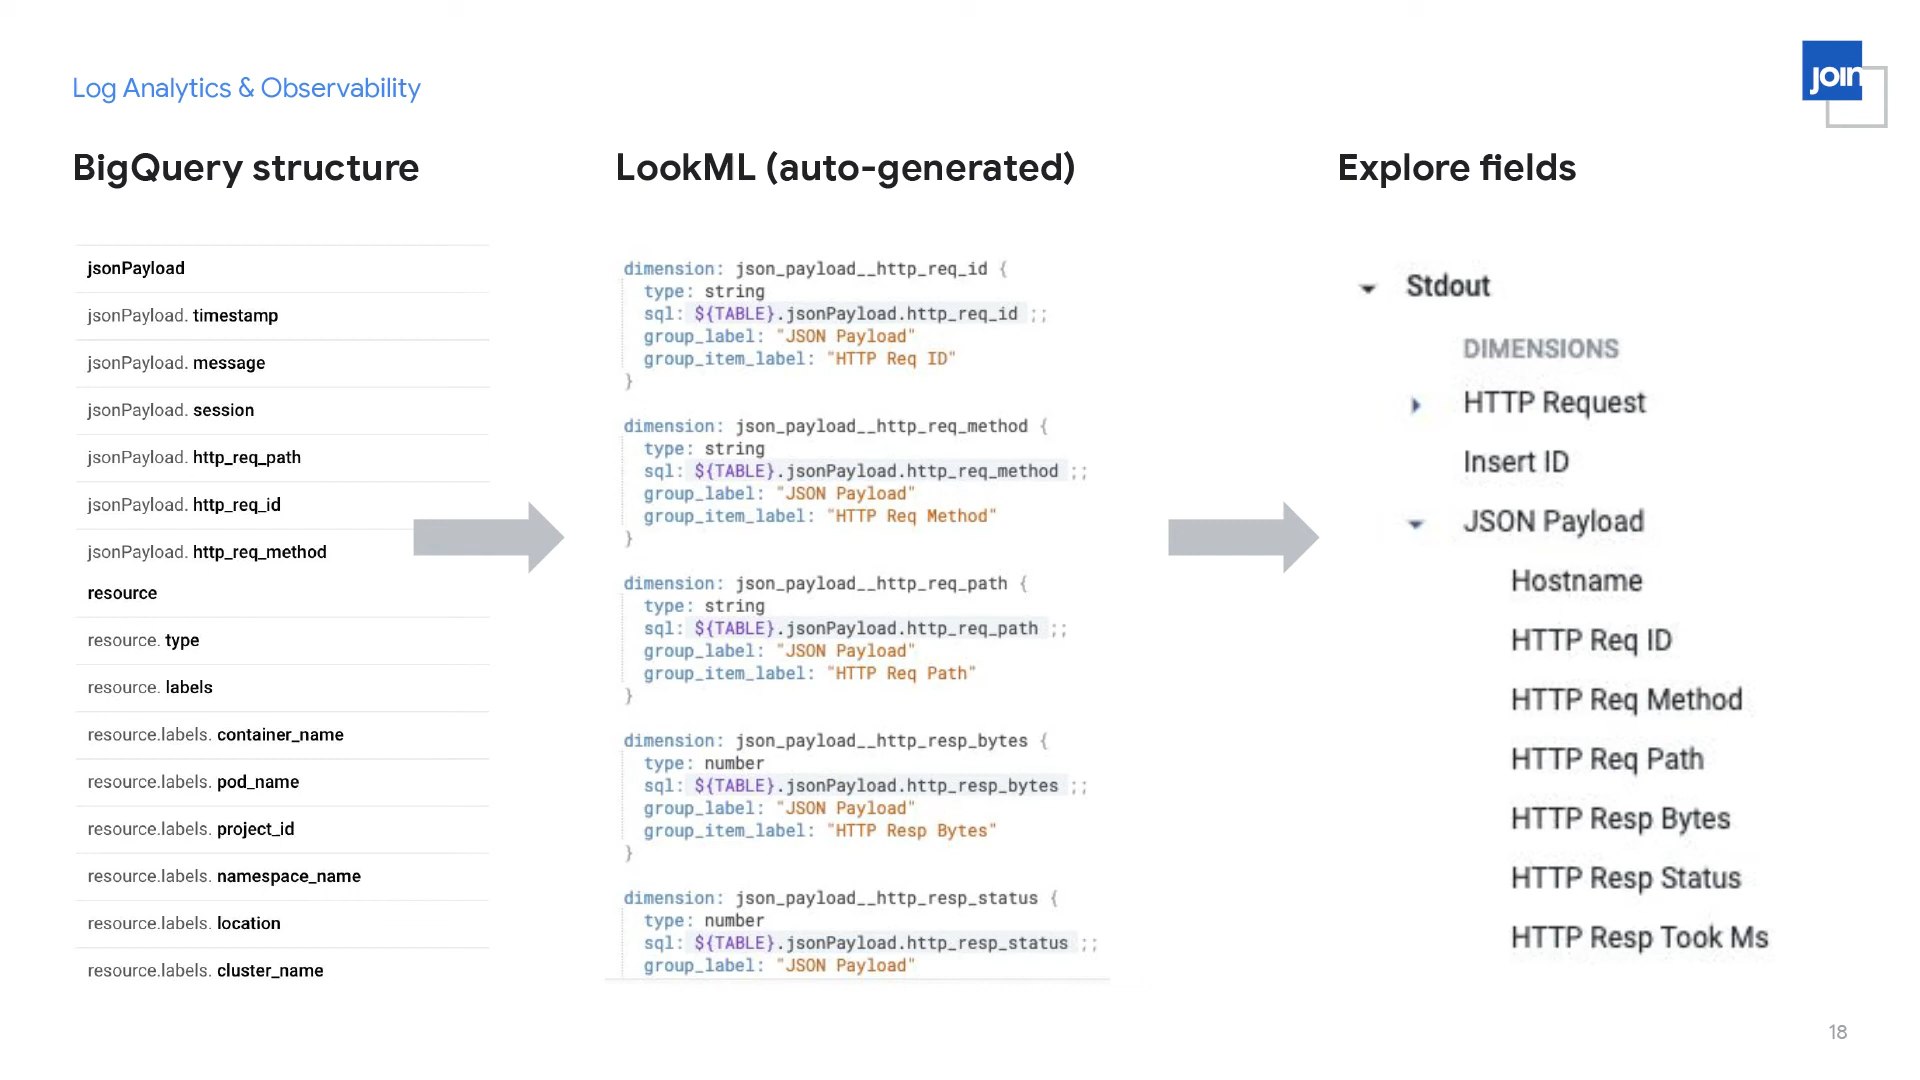 Log Analytics & Observability
join
BigQuery structure
jsonPayload
jsonPayload. timestamp
jsonPayload. message
jsonPayload. session
jsonPayload. http_req_path
jsonPayload. http_req_id
jsonPayload. http_req_method
resource
resource. type
resource. labels
resource.labels. container_name
resource.labels. pod_name
resource.labels. project_id
resource.labels. namespace_name
resource.labels. location
resource.labels. cluster_name
LookML (auto-generated)
dimension: json_payload__http_req_id {
type: string
sql: ${TABLE}.jsonPayload.http_req_id ;;
group_label: "JSON Payload"
group_item_label: "HTTP Req ID"
}
dimension: json_payload__http_req_method {
type: string
sql: ${TABLE}.jsonPayload.http_req_method ;;
group_label: "JSON Payload"
group_item_label: "HTTP Req Method"
}
dimension: json_payload__http_req_path {
type: string
sql: ${TABLE}.jsonPayload.http_req_path ;;
group_label: "JSON Payload"
group_item_label: "HTTP Req Path"
}
dimension: json_payload__http_resp_bytes {
type: number
sql: ${TABLE}.jsonPayload.http_resp_bytes ;;
group_label: "JSON Payload"
group_item_label: "HTTP Resp Bytes"
}
dimension: json_payload__http_resp_status {
type: number
sql: ${TABLE}.jsonPayload.http_resp_status ;;
group_label: "JSON Payload"
Explore fields
Stdout
DIMENSIONS
HTTP Request
Insert ID
JSON Payload
Hostname
HTTP Req ID
HTTP Req Method
HTTP Req Path
HTTP Resp Bytes
HTTP Resp Status
HTTP Resp Took Ms
18